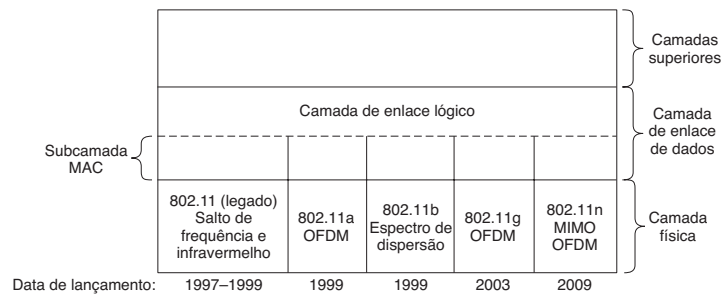 Camadas
superiores
Camada de enlace lógico
Camada
de enlace
de dados
Subcamada
MAC
802.11 (legado)
Salto de
frequência e
infravermelho
802.11a
OFDM
802.11b
Espectro de
dispersão
802.11g
OFDM
802.11n
MIMO
OFDM
Camada
física
Data de lançamento: 1997–1999 1999 1999 2003 2009